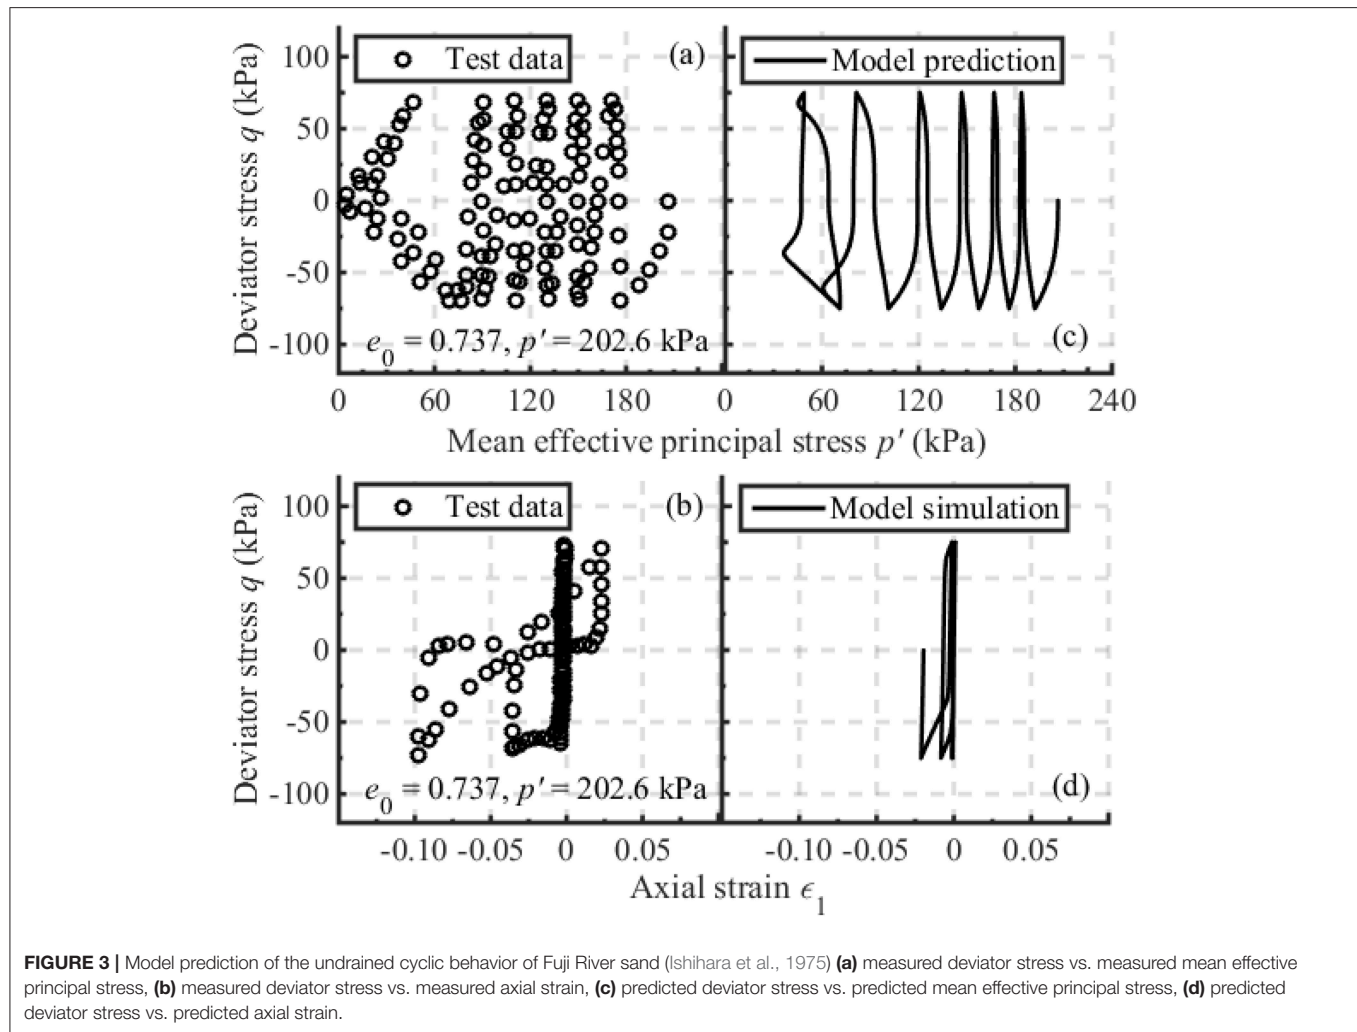 Test data
(a)
Model prediction
Deviator stress q (kPa)
100
50
0
-50
-100
e0 = 0.737, p′ = 202.6 kPa
(c)
0 60 120 180 0 60 120 180 240
Mean effective principal stress p′ (kPa)
Test data
(b)
Model simulation
Deviator stress q (kPa)
100
50
0
-50
-100
e0 = 0.737, p′ = 202.6 kPa
(d)
-0.10 -0.05 0 0.05 -0.10 -0.05 0 0.05
Axial strain ϵ1
FIGURE 3 | Model prediction of the undrained cyclic behavior of Fuji River sand (Ishihara et al., 1975) (a) measured deviator stress vs. measured mean effective
principal stress, (b) measured deviator stress vs. measured axial strain, (c) predicted deviator stress vs. predicted mean effective principal stress, (d) predicted
deviator stress vs. predicted axial strain.